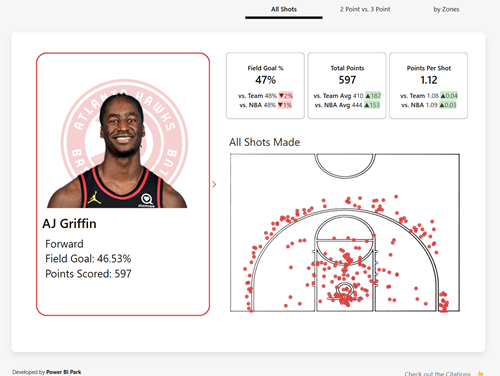 All Shots
2 Point vs. 3 Point
by Zones
ATLANTA HAWKS
AJ Griffin
Forward
Field Goal: 46.53%
Points Scored: 597
Field Goal %
47%
vs. Team 48% ▼2%
vs. NBA 48% ▼1%
Total Points
597
vs. Team Avg 410 ▲187
vs. NBA Avg 444 ▲153
Points Per Shot
1.12
vs. Team 1.08 ▲0.04
vs. NBA 1.09 ▲0.03
All Shots Made
Developed by Power BI Park
Check out the Citations